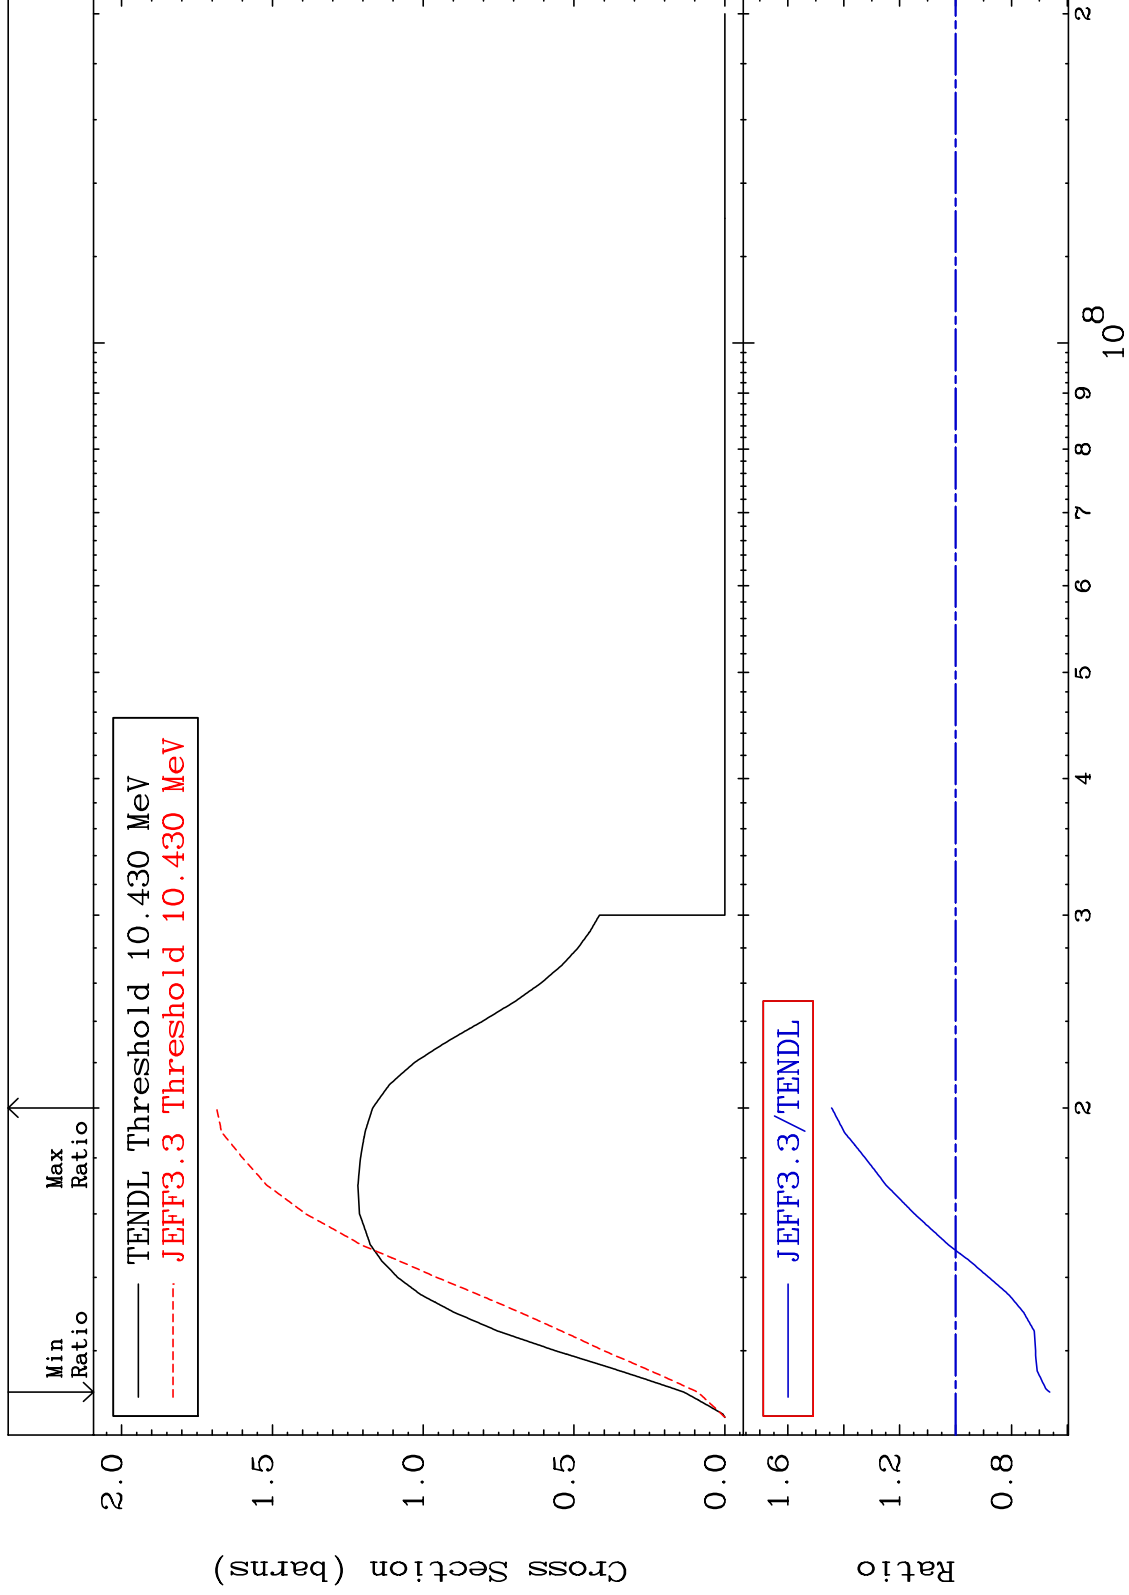 Min
Ratio
Max
Ratio
TENDL Threshold 10.430 MeV
JEFF3.3 Threshold 10.430 MeV
2.0
1.5
1.0
0.5
0.0
Cross Section (barns)
JEFF3.3/TENDL
1.6
1.2
0.8
Ratio
2 3 4 5 6 7 8 9 10^8 2